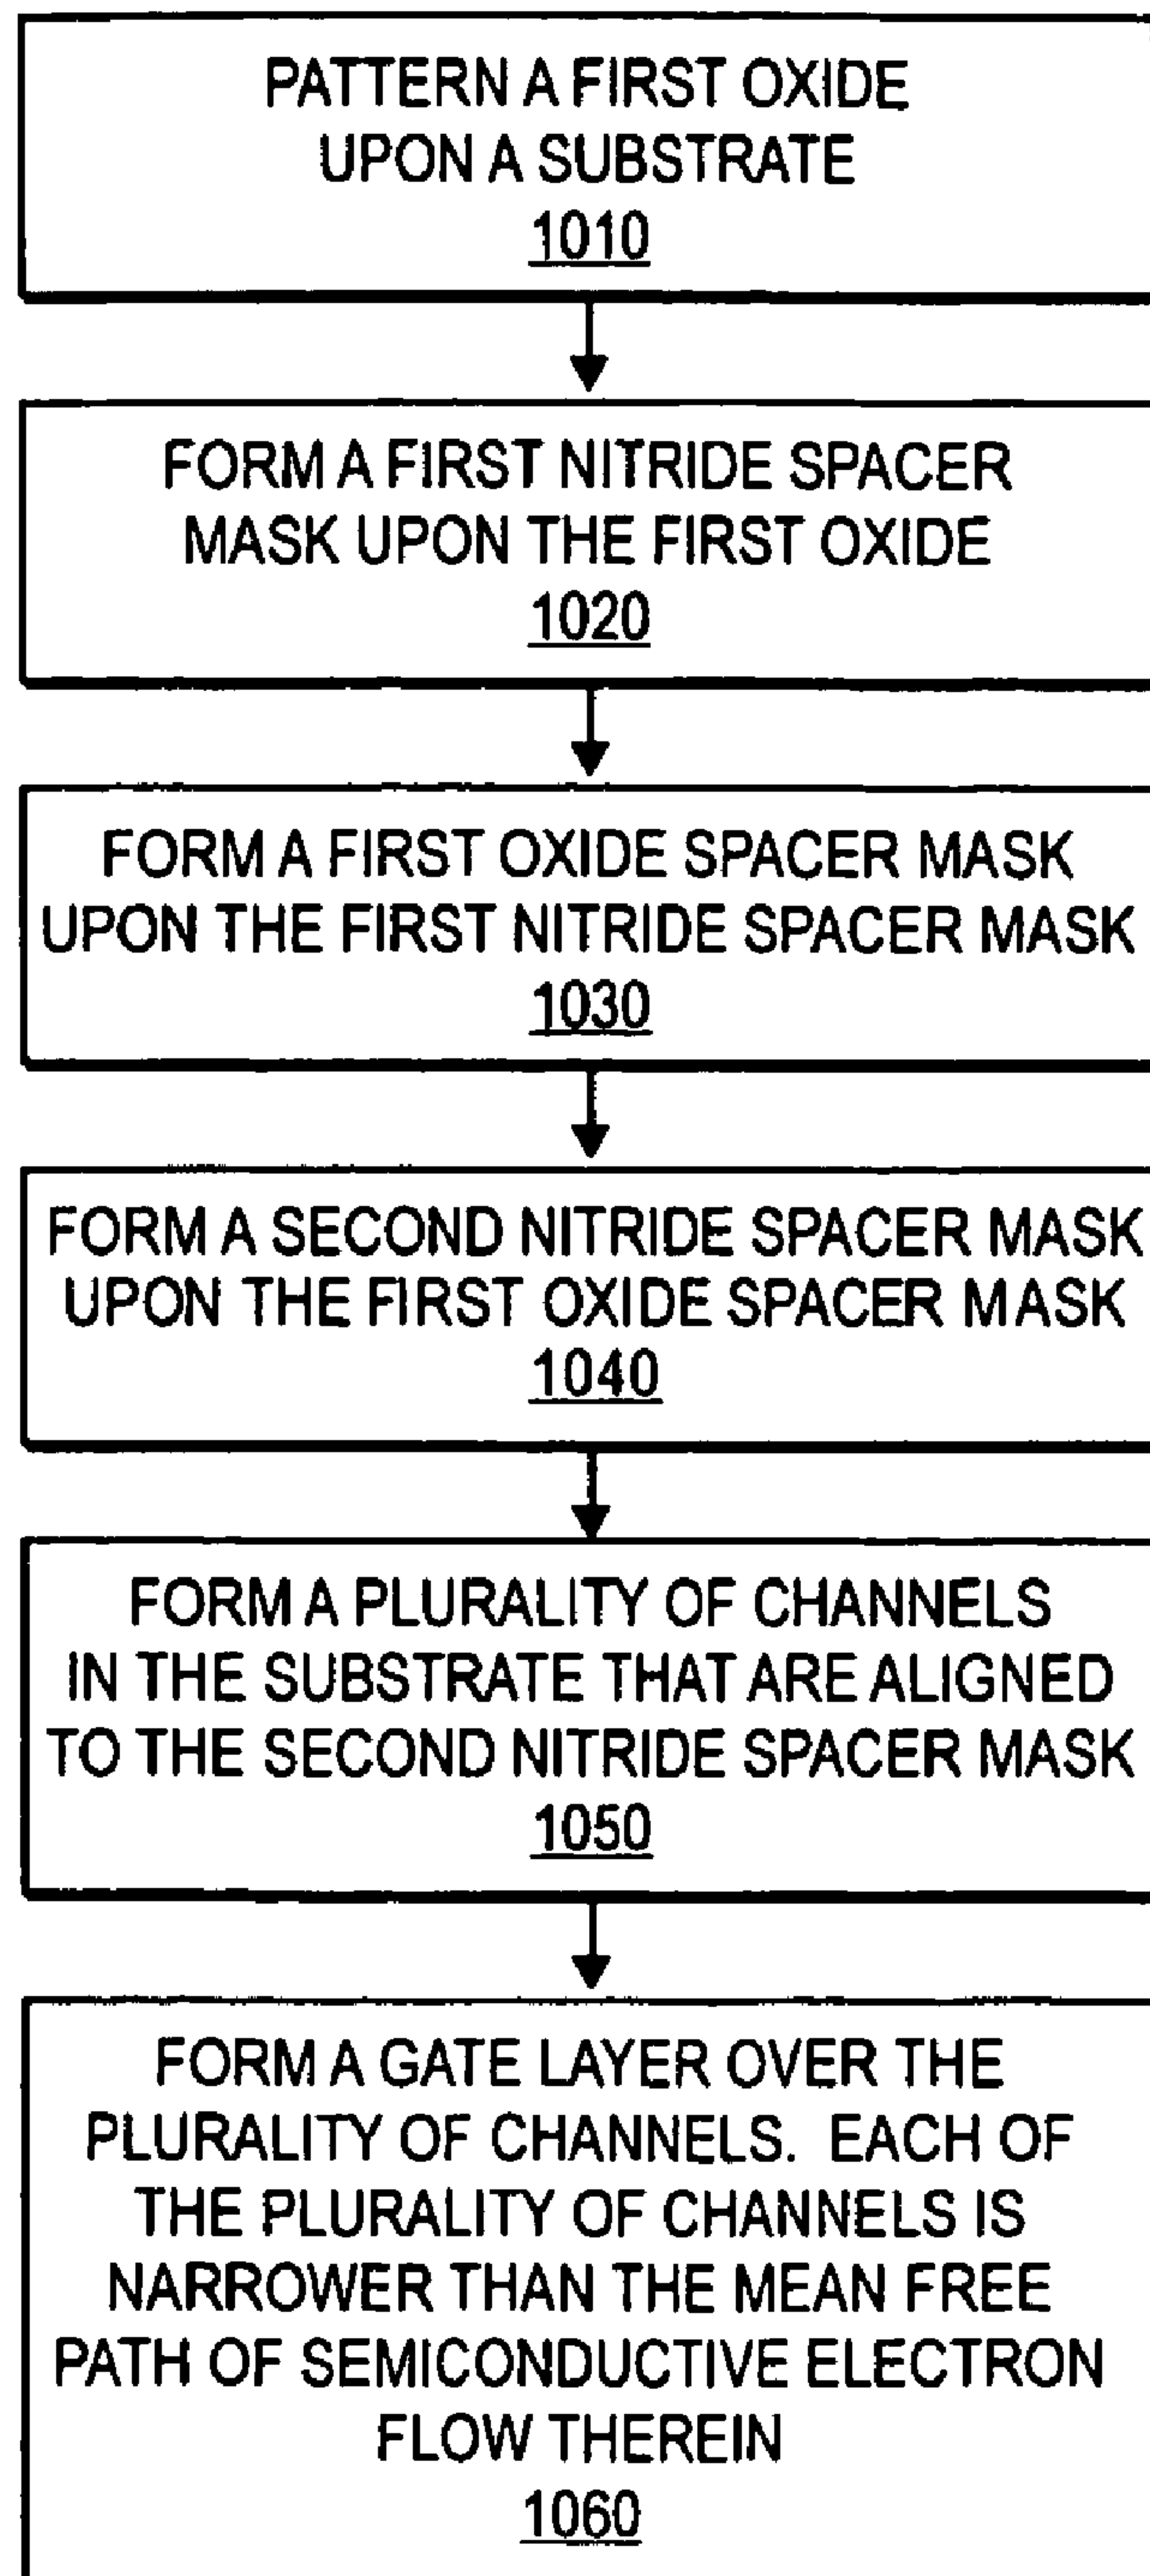 PATTERN A FIRST OXIDE
UPON A SUBSTRATE
1010
FORM A FIRST NITRIDE SPACER
MASK UPON THE FIRST OXIDE
1020
FORM A FIRST OXIDE SPACER MASK
UPON THE FIRST NITRIDE SPACER MASK
1030
FORM A SECOND NITRIDE SPACER MASK
UPON THE FIRST OXIDE SPACER MASK
1040
FORM A PLURALITY OF CHANNELS
IN THE SUBSTRATE THAT ARE ALIGNED
TO THE SECOND NITRIDE SPACER MASK
1050
FORM A GATE LAYER OVER THE
PLURALITY OF CHANNELS. EACH OF
THE PLURALITY OF CHANNELS IS
NARROWER THAN THE MEAN FREE
PATH OF SEMICONDUCTIVE ELECTRON
FLOW THEREIN
1060